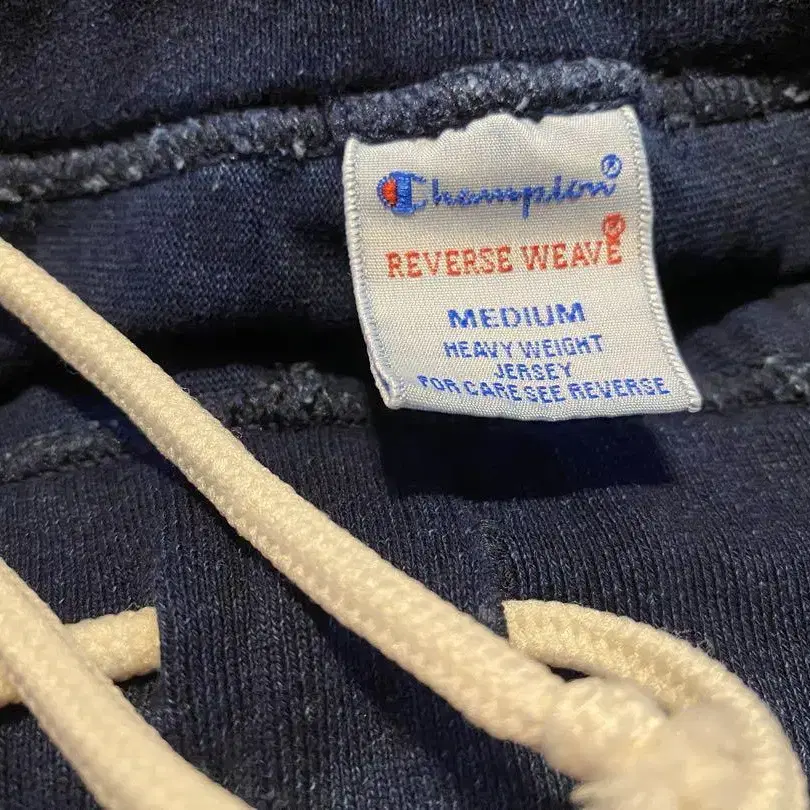 Champion®
REVERSE WEAVE®
MEDIUM
HEAVY WEIGHT
JERSEY
FOR CARE SEE REVERSE